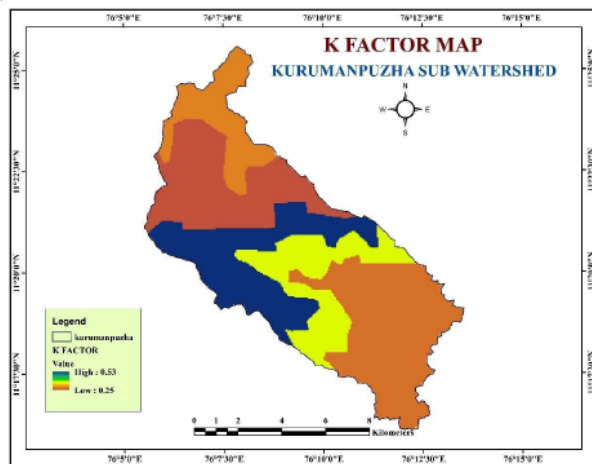 76°5'0"E 76°7'30"E 76°10'0"E 76°12'30"E 76°15'0"E
K FACTOR MAP
KURUMANPUZHA SUB WATERSHED
N
W E
S
11°25'0"N
11°22'30"N
11°20'0"N
11°17'30"N
Legend
kurumanpuzha
K FACTOR
Value
High : 0.53
Low : 0.25
0 1 2 4 6 8
Kilometers
76°5'0"E 76°7'30"E 76°10'0"E 76°12'30"E 76°15'0"E